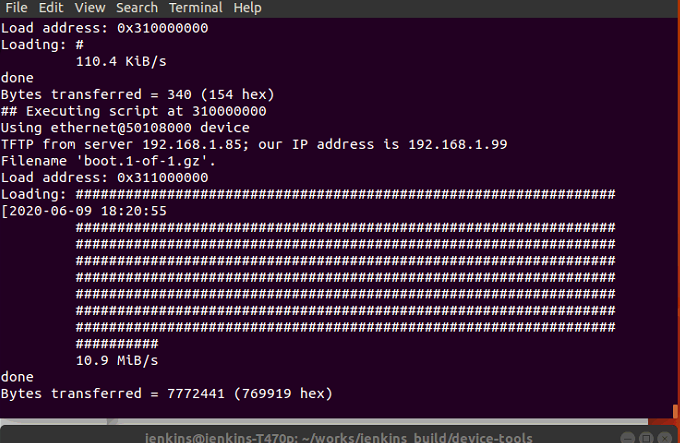 File Edit View Search Terminal Help
Load address: 0x310000000
Loading: #
110.4 KiB/s
done
Bytes transferred = 340 (154 hex)
## Executing script at 310000000
Using ethernet@50108000 device
TFTP from server 192.168.1.85; our IP address is 192.168.1.99
Filename 'boot.1-of-1.gz'.
Load address: 0x311000000
Loading: #################################################################
[2020-06-09 18:20:55
#################################################################
#################################################################
#################################################################
#################################################################
#################################################################
#################################################################
#################################################################
##########
10.9 MiB/s
done
Bytes transferred = 7772441 (769919 hex)
jenkins@jenkins-T470p: ~/works/jenkins_build/device-tools